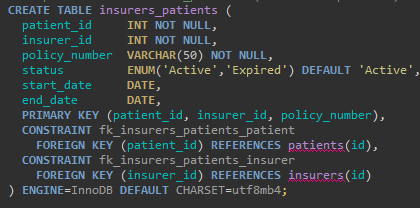 CREATE TABLE insurers_patients (
  patient_id     INT NOT NULL,
  insurer_id     INT NOT NULL,
  policy_number  VARCHAR(50) NOT NULL,
  status         ENUM('Active','Expired') DEFAULT 'Active',
  start_date     DATE,
  end_date       DATE,
  PRIMARY KEY (patient_id, insurer_id, policy_number),
  CONSTRAINT fk_insurers_patients_patient
    FOREIGN KEY (patient_id) REFERENCES patients(id),
  CONSTRAINT fk_insurers_patients_insurer
    FOREIGN KEY (insurer_id) REFERENCES insurers(id)
) ENGINE=InnoDB DEFAULT CHARSET=utf8mb4;